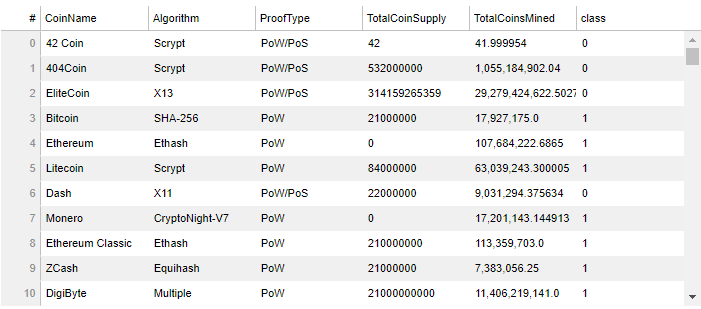 # CoinName Algorithm ProofType TotalCoinSupply TotalCoinsMined class
0 42 Coin Scrypt PoW/PoS 42 41.999954 0
1 404Coin Scrypt PoW/PoS 532000000 1,055,184,902.04 0
2 EliteCoin X13 PoW/PoS 314159265359 29,279,424,622.5027 0
3 Bitcoin SHA-256 PoW 21000000 17,927,175.0 1
4 Ethereum Ethash PoW 0 107,684,222.6865 1
5 Litecoin Scrypt PoW 84000000 63,039,243.300005 1
6 Dash X11 PoW/PoS 22000000 9,031,294.375634 0
7 Monero CryptoNight-V7 PoW 0 17,201,143.144913 1
8 Ethereum Classic Ethash PoW 210000000 113,359,703.0 1
9 ZCash Equihash PoW 21000000 7,383,056.25 1
10 DigiByte Multiple PoW 21000000000 11,406,219,141.0 1